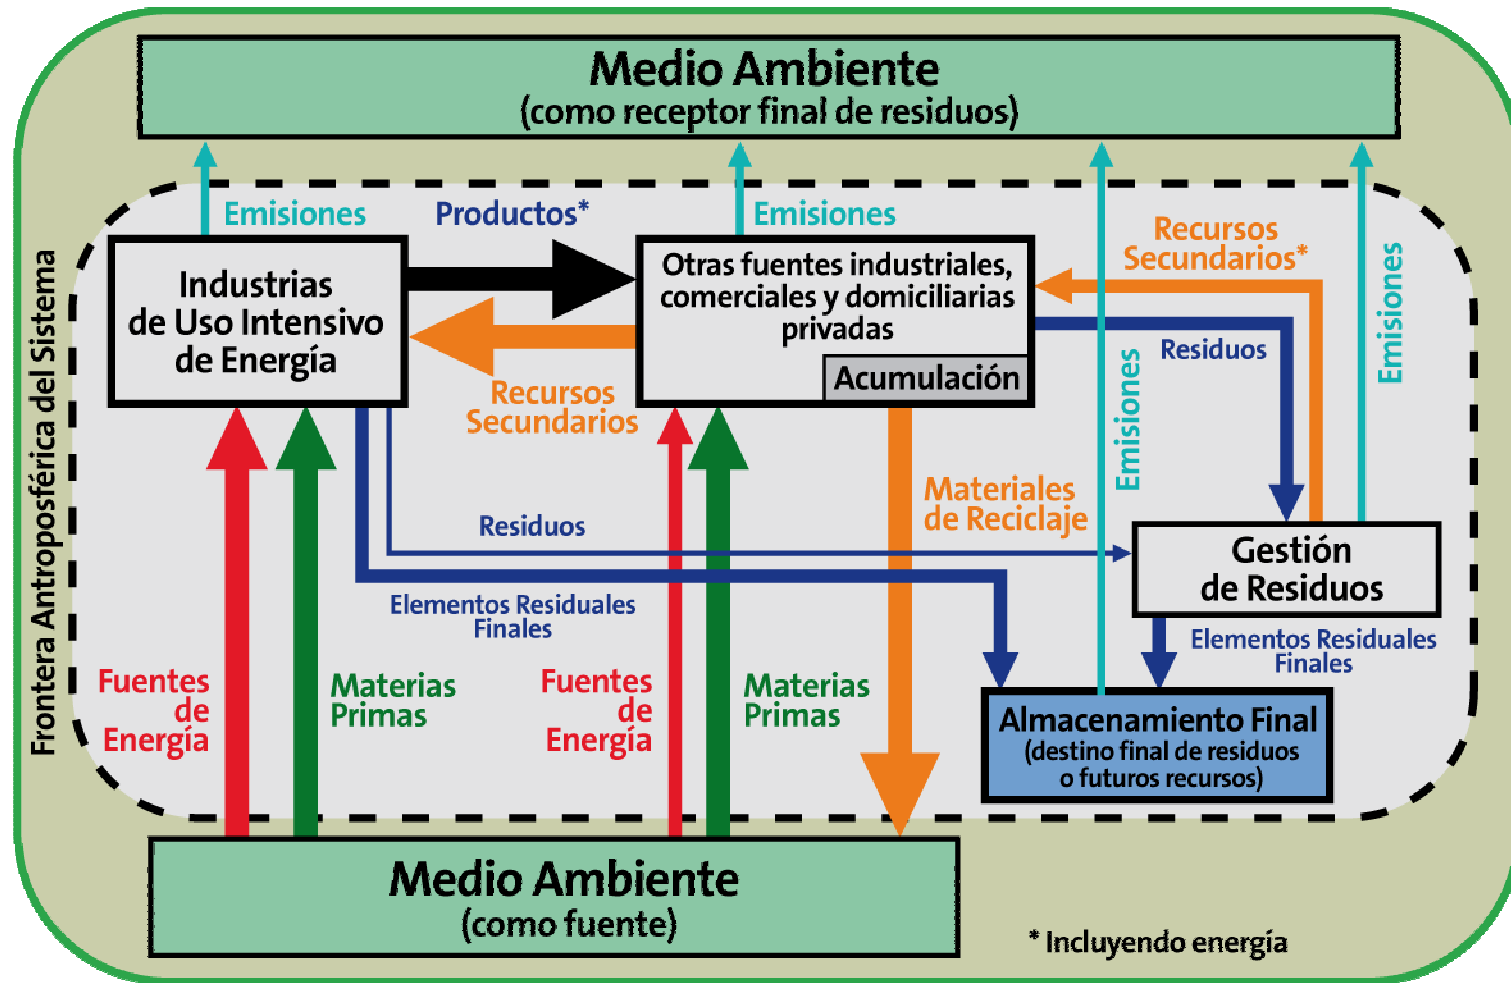 Medio Ambiente
(como receptor final de residuos)
Frontera Antroposférica del Sistema
Emisiones
Productos*
Emisiones
Recursos
Secundarios*
Industrias
de Uso Intensivo
de Energía
Otras fuentes industriales,
comerciales y domiciliarias
privadas
Acumulación
Recursos
Secundarios
Residuos
Emisiones
Emisiones
Materiales
de Reciclaje
Residuos
Gestión
de Residuos
Elementos Residuales
Finales
Elementos Residuales
Finales
Fuentes
de
Energía
Materias
Primas
Fuentes
de
Energía
Materias
Primas
Almacenamiento Final
(destino final de residuos
o futuros recursos)
Medio Ambiente
(como fuente)
* Incluyendo energía